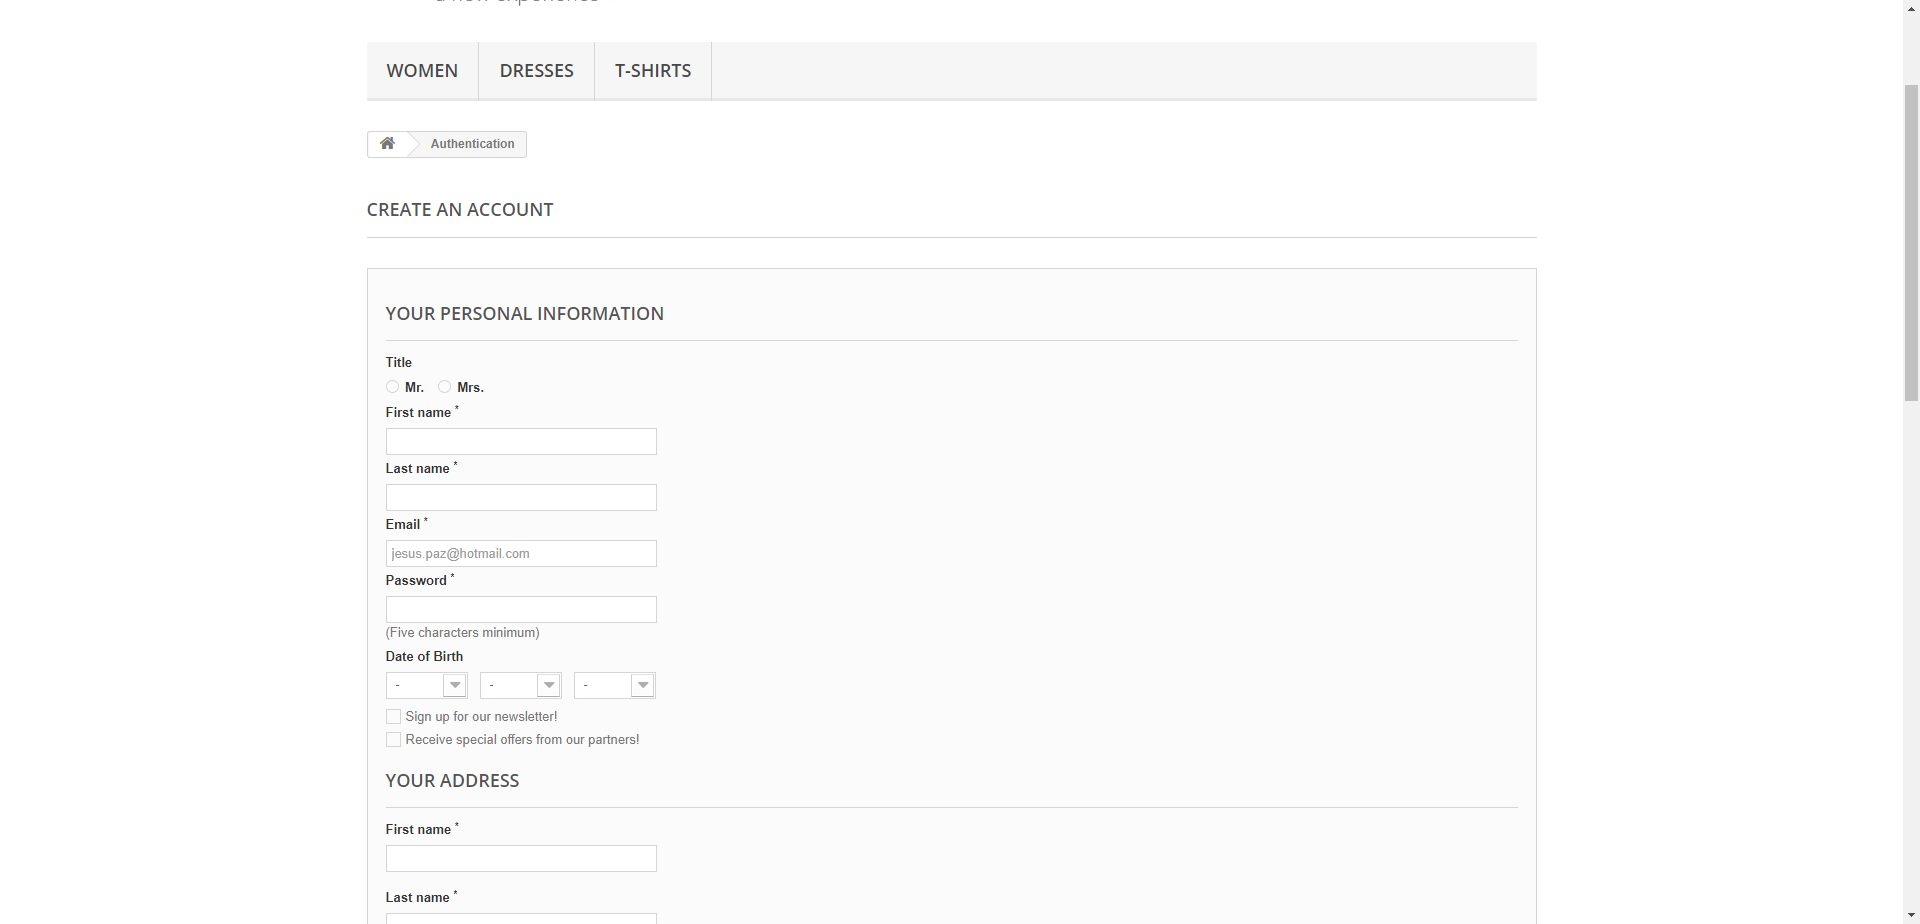 a new experience
WOMEN DRESSES T-SHIRTS
Authentication
CREATE AN ACCOUNT
YOUR PERSONAL INFORMATION
Title
Mr. Mrs.
First name *
Last name *
Email *
jesus.paz@hotmail.com
Password *
(Five characters minimum)
Date of Birth
- - -
Sign up for our newsletter!
Receive special offers from our partners!
YOUR ADDRESS
First name *
Last name *